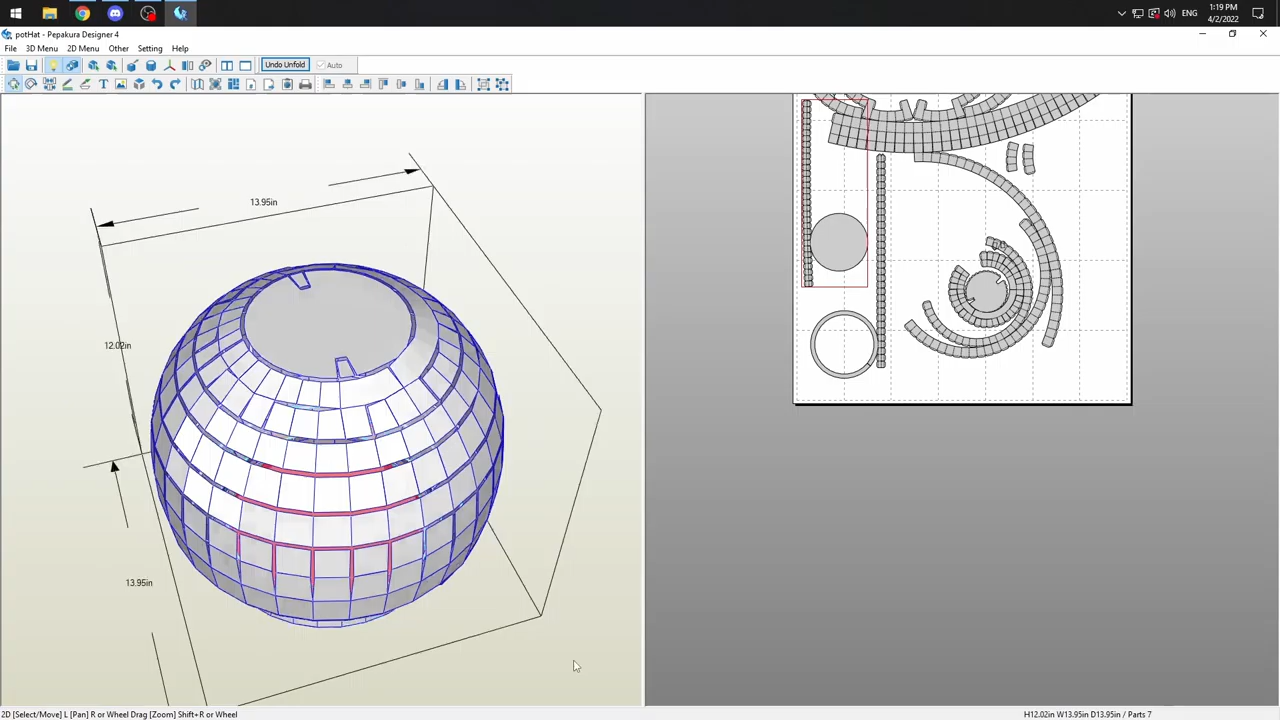 1:19 PM
ENG
4/2/2022
potHat - Pepakura Designer 4
File 3D Menu 2D Menu Other Setting Help
Undo Unfold Auto
13.95in
12.02in
13.95in
2D [Select/Move] L [Pan] R or Wheel Drag [Zoom] Shift+R or Wheel
H12.02in W13.95in D13.95in / Parts 7